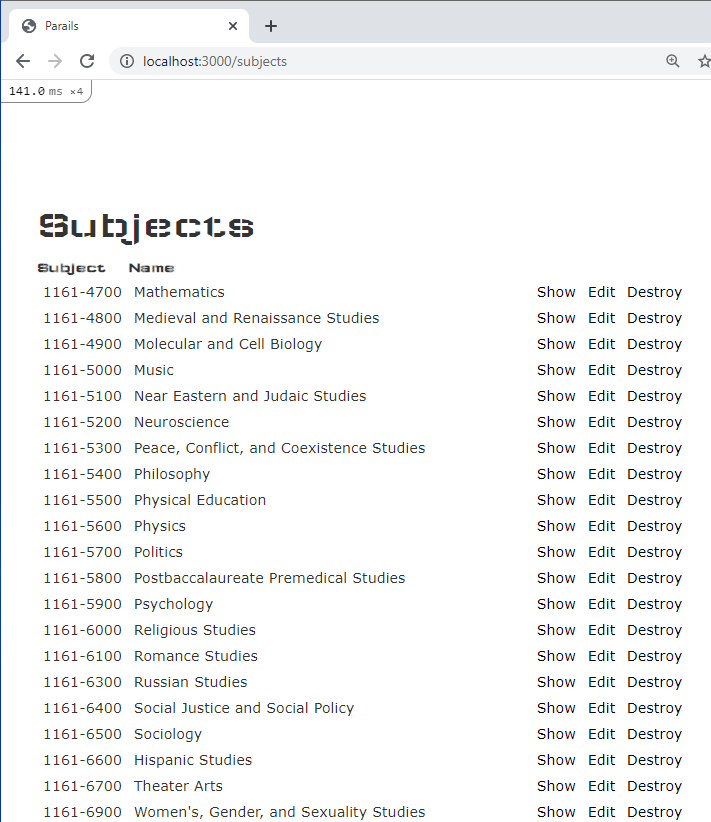 Parails
localhost:3000/subjects
141.0 ms ×4
Subjects
Subject Name
1161-4700 Mathematics Show Edit Destroy
1161-4800 Medieval and Renaissance Studies Show Edit Destroy
1161-4900 Molecular and Cell Biology Show Edit Destroy
1161-5000 Music Show Edit Destroy
1161-5100 Near Eastern and Judaic Studies Show Edit Destroy
1161-5200 Neuroscience Show Edit Destroy
1161-5300 Peace, Conflict, and Coexistence Studies Show Edit Destroy
1161-5400 Philosophy Show Edit Destroy
1161-5500 Physical Education Show Edit Destroy
1161-5600 Physics Show Edit Destroy
1161-5700 Politics Show Edit Destroy
1161-5800 Postbaccalaureate Premedical Studies Show Edit Destroy
1161-5900 Psychology Show Edit Destroy
1161-6000 Religious Studies Show Edit Destroy
1161-6100 Romance Studies Show Edit Destroy
1161-6300 Russian Studies Show Edit Destroy
1161-6400 Social Justice and Social Policy Show Edit Destroy
1161-6500 Sociology Show Edit Destroy
1161-6600 Hispanic Studies Show Edit Destroy
1161-6700 Theater Arts Show Edit Destroy
1161-6900 Women's, Gender, and Sexuality Studies Show Edit Destroy